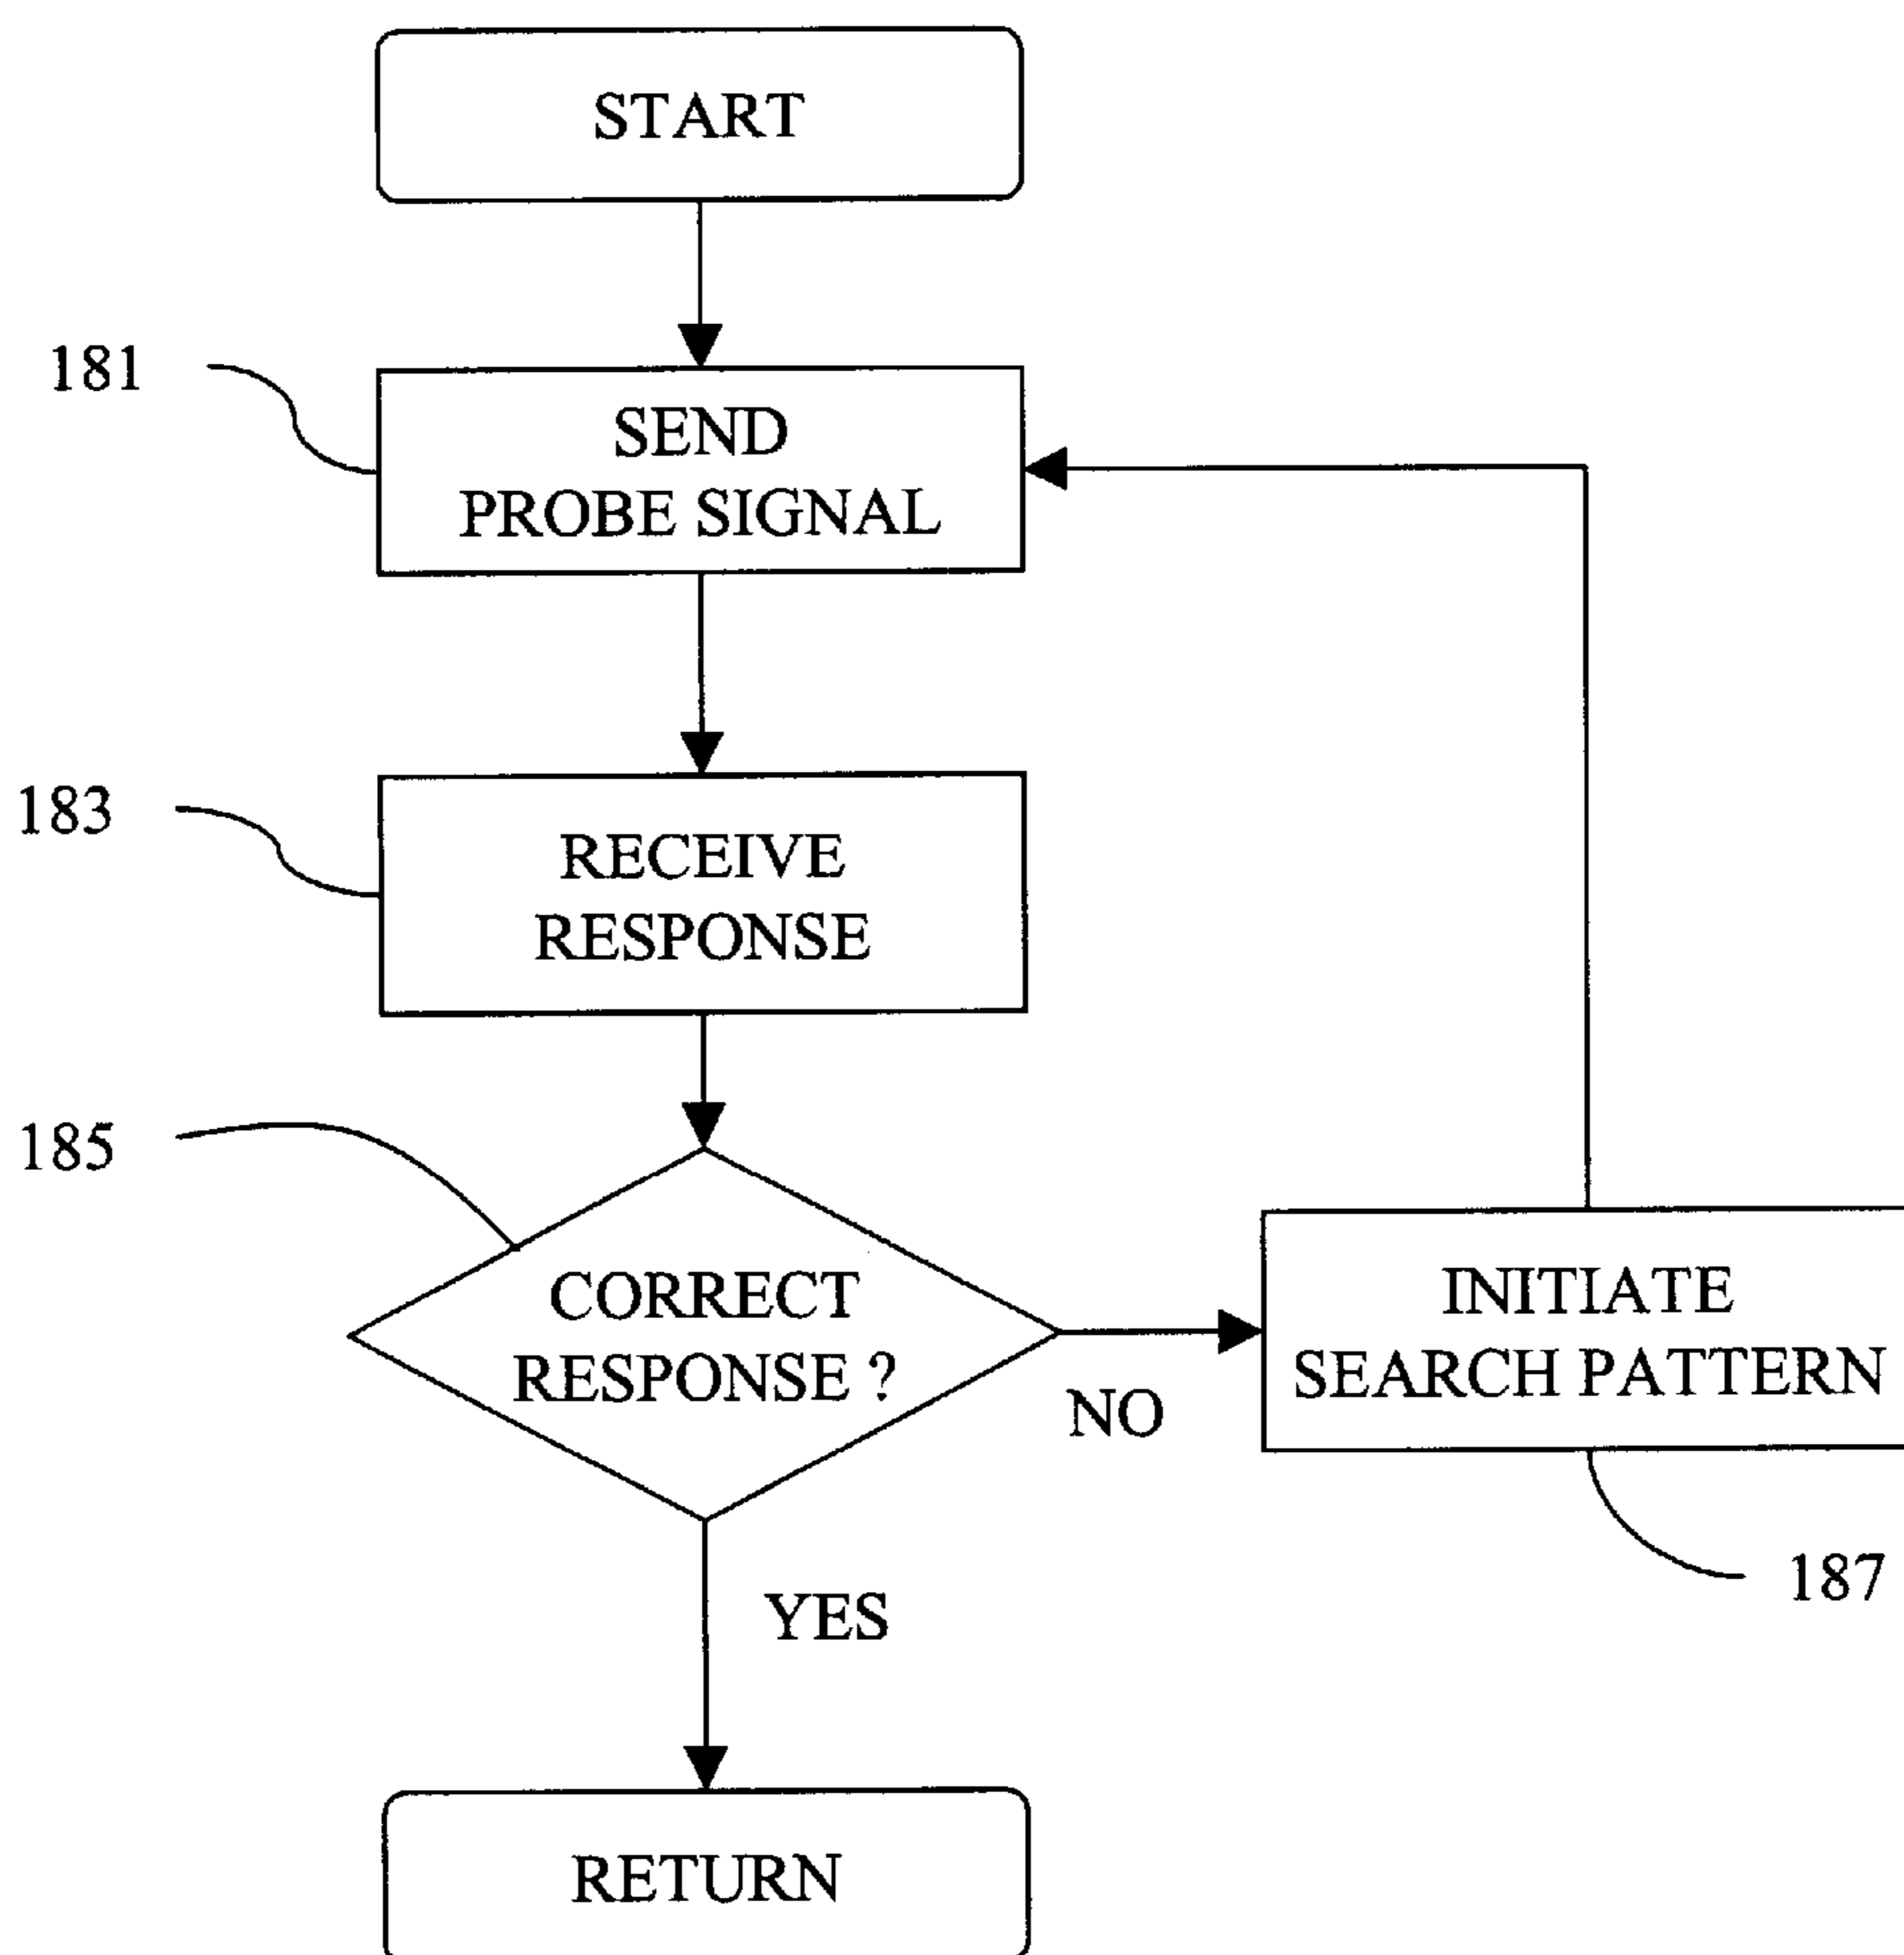 START
181
SEND
PROBE SIGNAL
183
RECEIVE
RESPONSE
185
CORRECT
RESPONSE ?
NO
INITIATE
SEARCH PATTERN
187
YES
RETURN